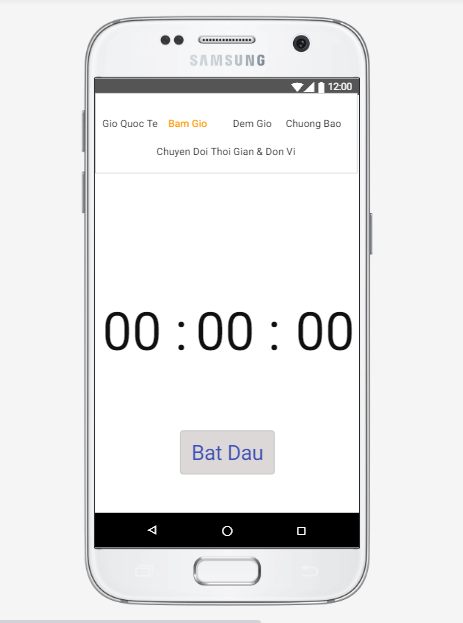 SAMSUNG
12:00
Gio Quoc Te Bam Gio Dem Gio Chuong Bao
Chuyen Doi Thoi Gian & Don Vi
00 : 00 : 00
Bat Dau